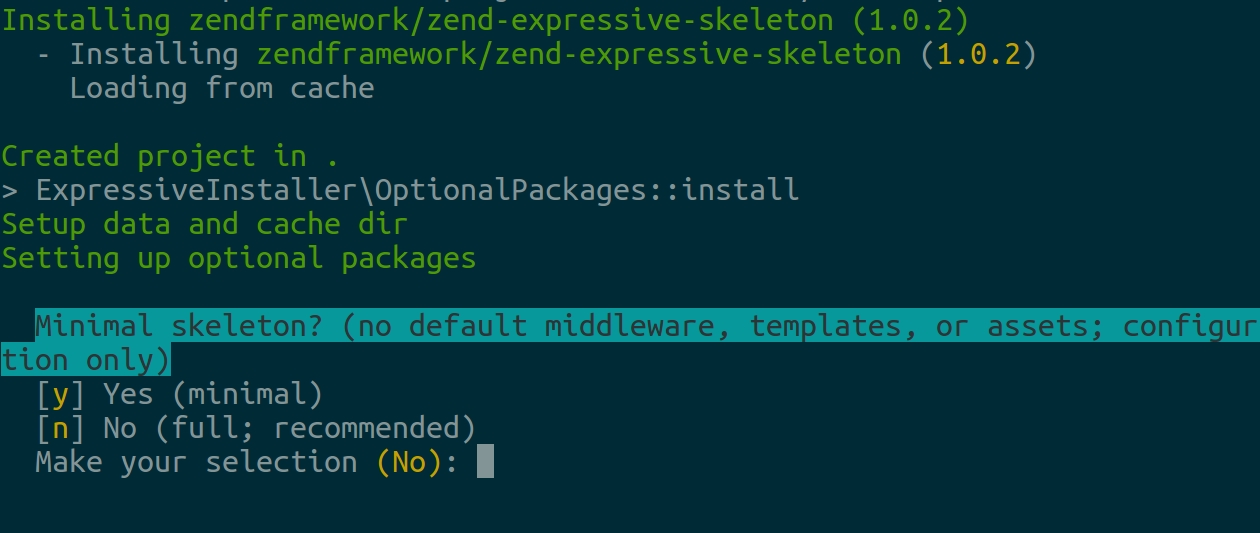 Installing zendframework/zend-expressive-skeleton (1.0.2)
- Installing zendframework/zend-expressive-skeleton (1.0.2)
Loading from cache
Created project in .
> ExpressiveInstaller\OptionalPackages::install
Setup data and cache dir
Setting up optional packages
Minimal skeleton? (no default middleware, templates, or assets; configur
tion only)
[y] Yes (minimal)
[n] No (full; recommended)
Make your selection (No):